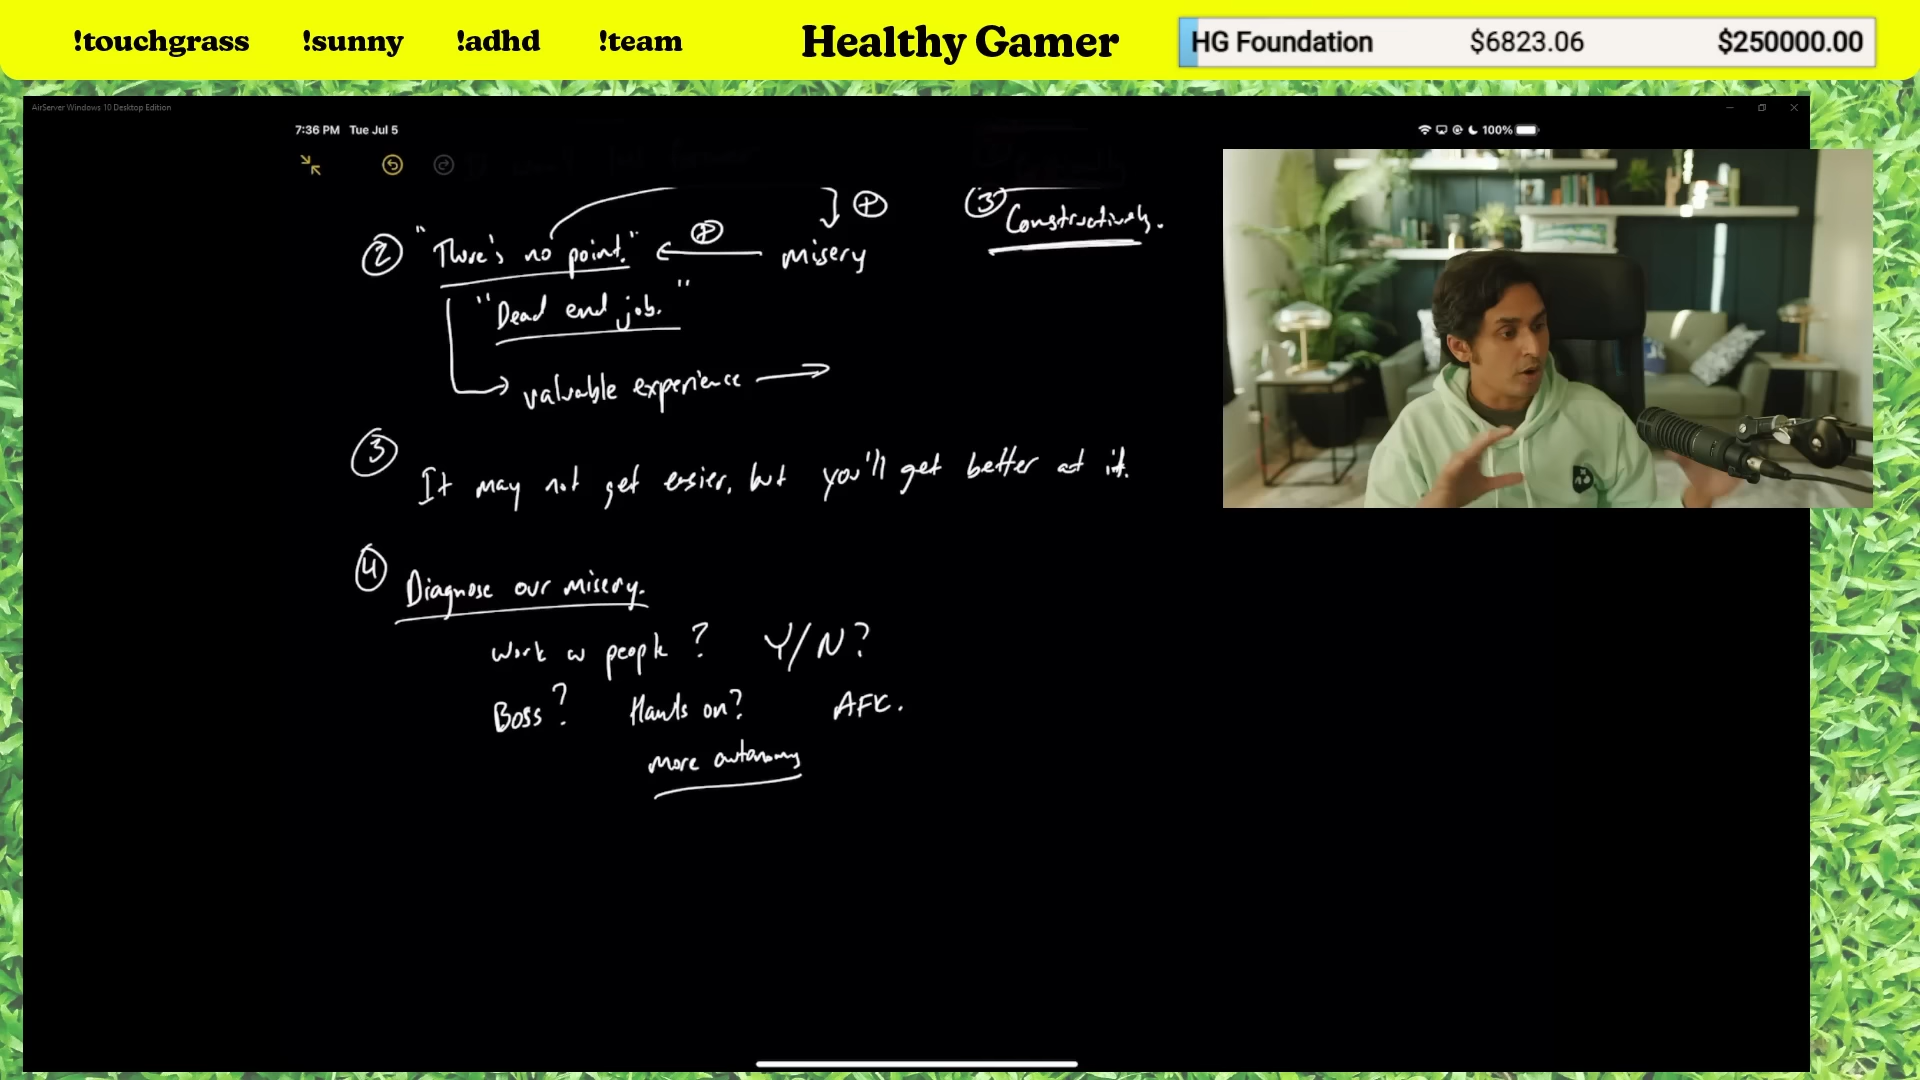 !touchgrass !sunny !adhd !team Healthy Gamer HG Foundation $6823.06 $250000.00
AirServer Windows 10 Desktop Edition
7:36 PM Tue Jul 5 100%
③ Constructively.
② "There's no point." misery
"Dead end job."
valuable experience
③ It may not get easier, but you'll get better at it.
④ Diagnose our misery.
Work w people? Y/N?
Boss? Hands on? AFK.
more autonomy